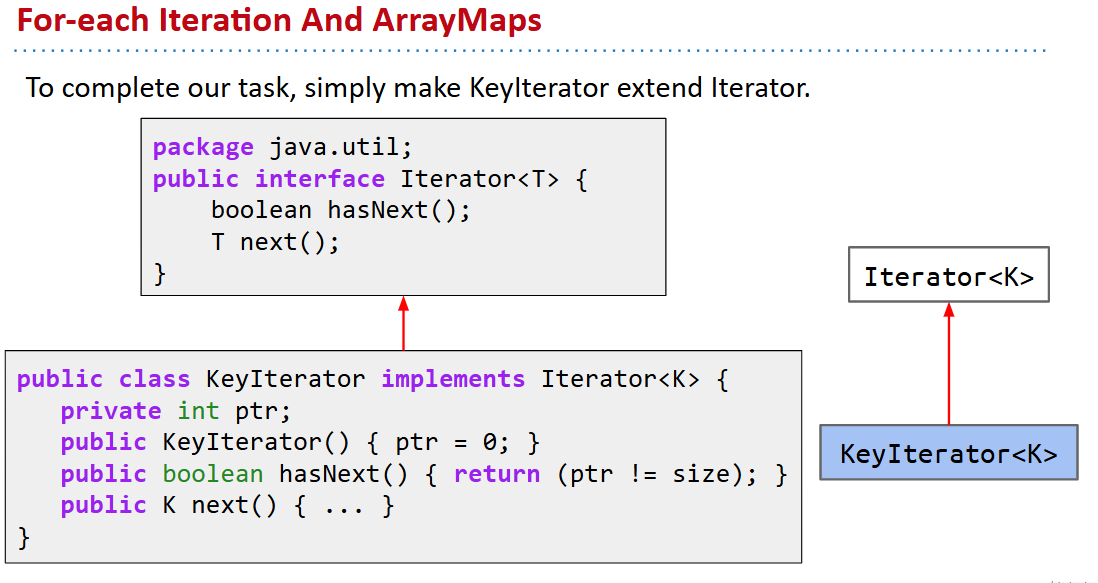 For-each Iteration And ArrayMaps
To complete our task, simply make KeyIterator extend Iterator.
package java.util;
public interface Iterator<T> {
    boolean hasNext();
    T next();
}
Iterator<K>
public class KeyIterator implements Iterator<K> {
   private int ptr;
   public KeyIterator() { ptr = 0; }
   public boolean hasNext() { return (ptr != size); }
   public K next() { ... }
}
KeyIterator<K>